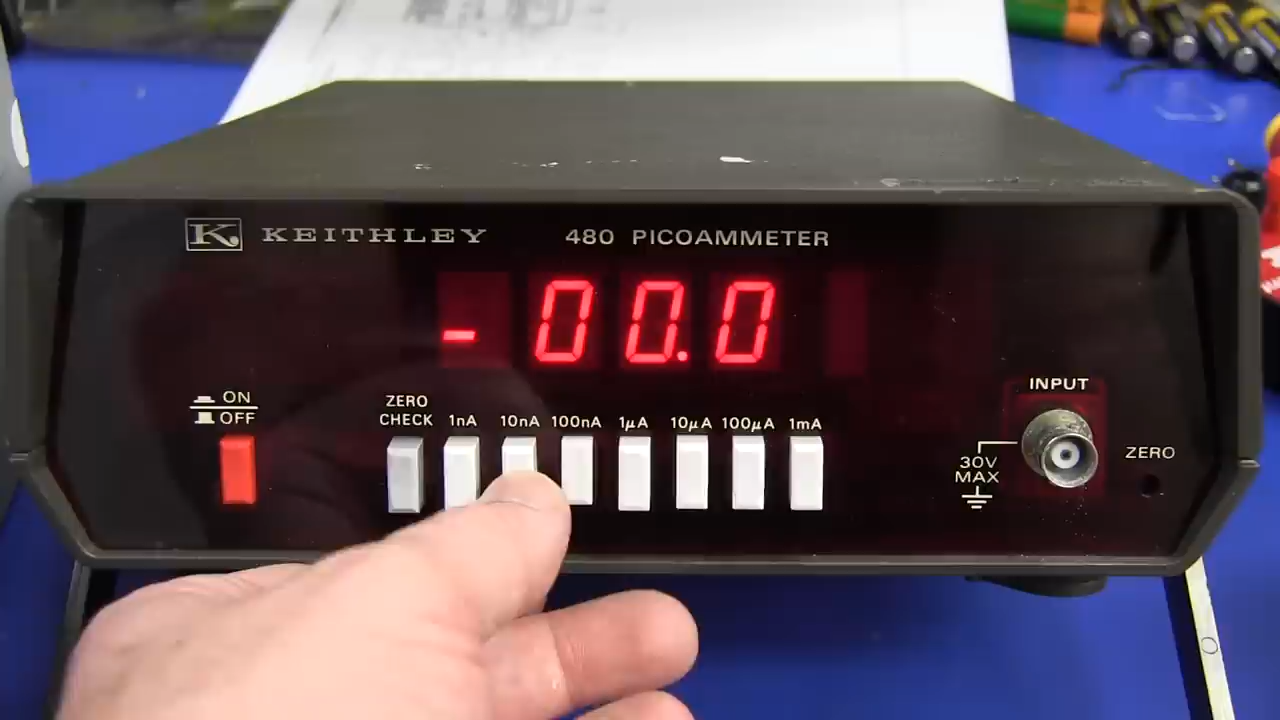 K. KEITHLEY 480 PICOAMMETER
-00.0
ON
OFF
ZERO
CHECK
1nA
10nA
100nA
1μA
10μA
100μA
1mA
INPUT
30V
MAX
ZERO